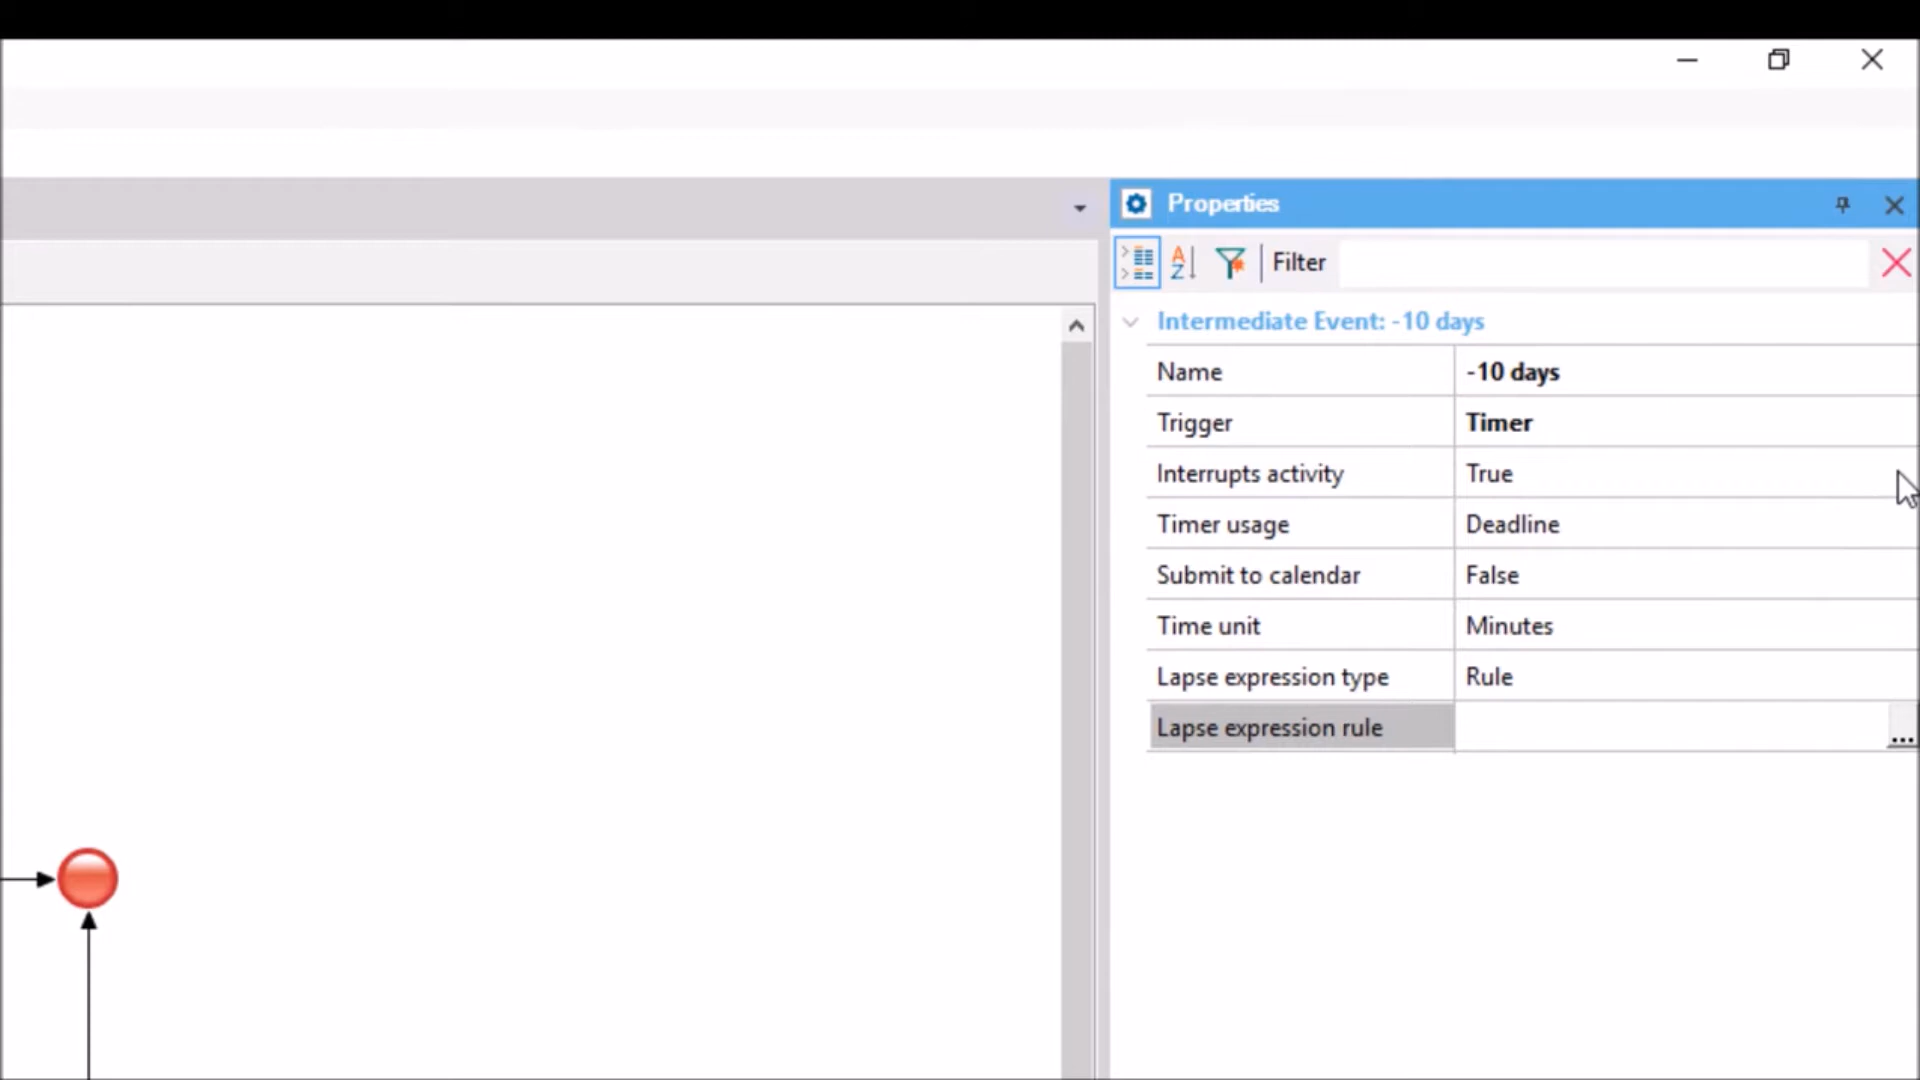 Properties
Filter
Intermediate Event: -10 days
Name -10 days
Trigger Timer
Interrupts activity True
Timer usage Deadline
Submit to calendar False
Time unit Minutes
Lapse expression type Rule
Lapse expression rule ...